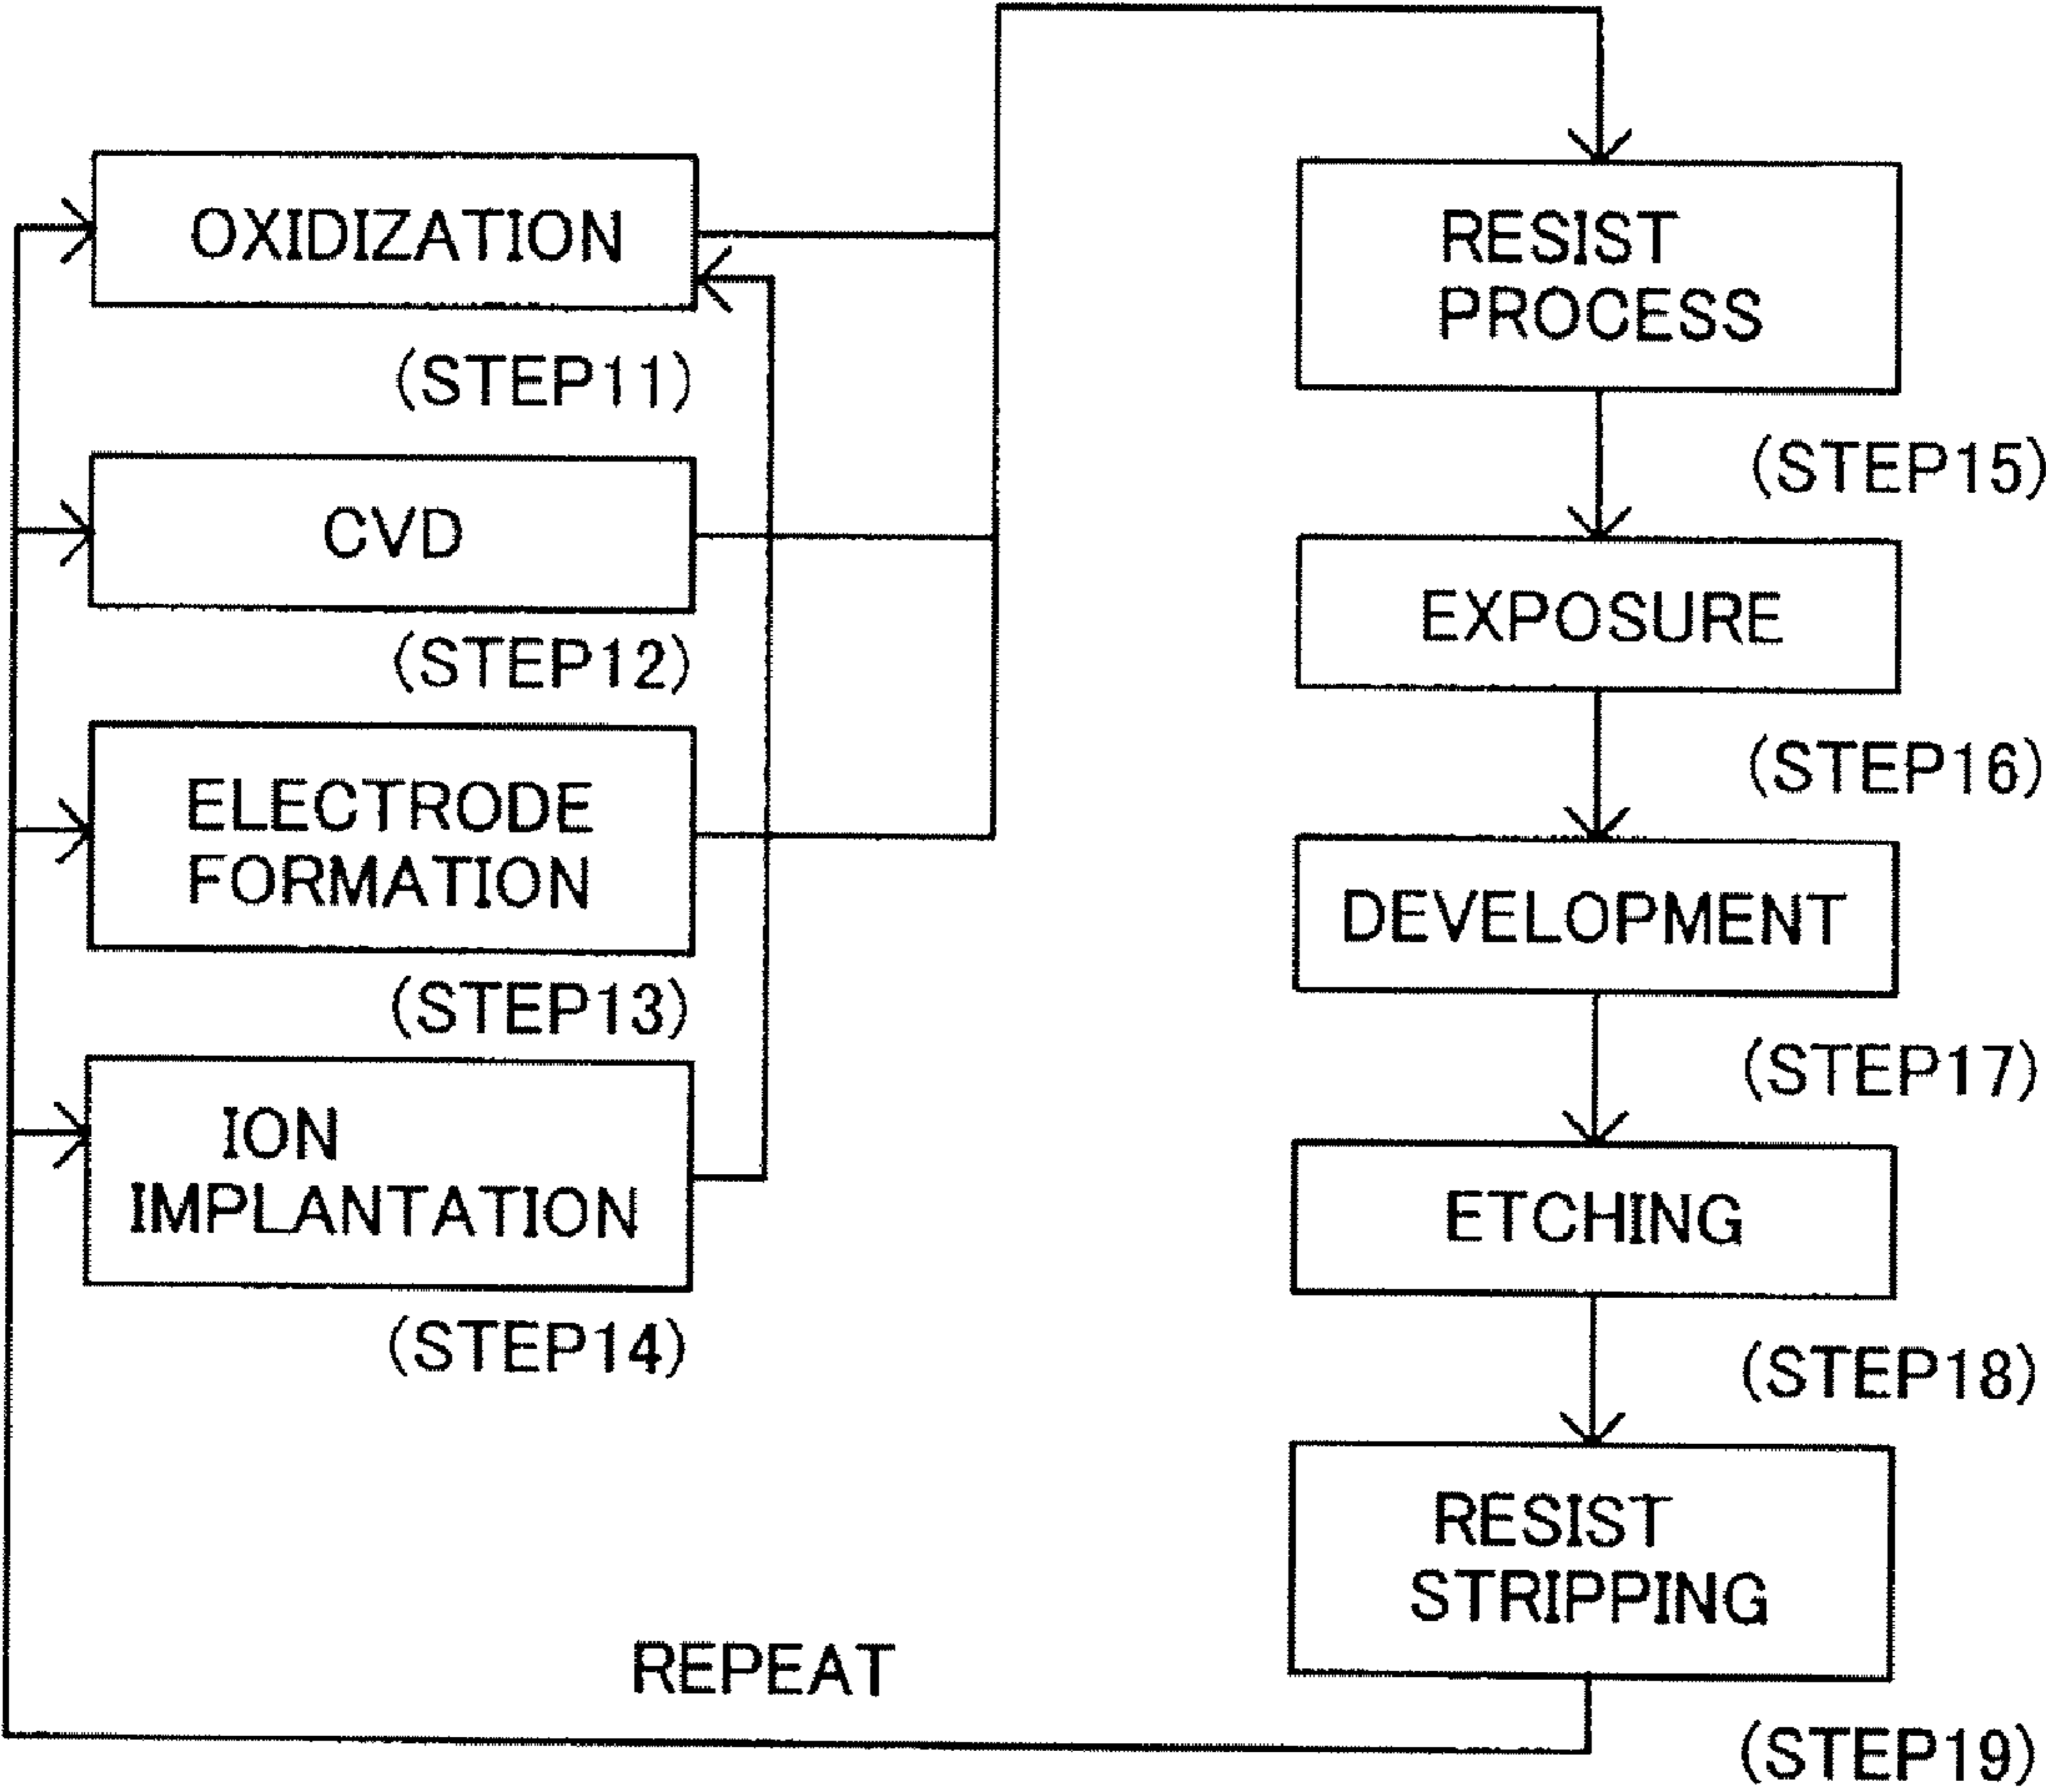 OXIDIZATION
(STEP11)
CVD
(STEP12)
ELECTRODE
FORMATION
(STEP13)
ION
IMPLANTATION
(STEP14)
RESIST
PROCESS
(STEP15)
EXPOSURE
(STEP16)
DEVELOPMENT
(STEP17)
ETCHING
(STEP18)
RESIST
STRIPPING
(STEP19)
REPEAT